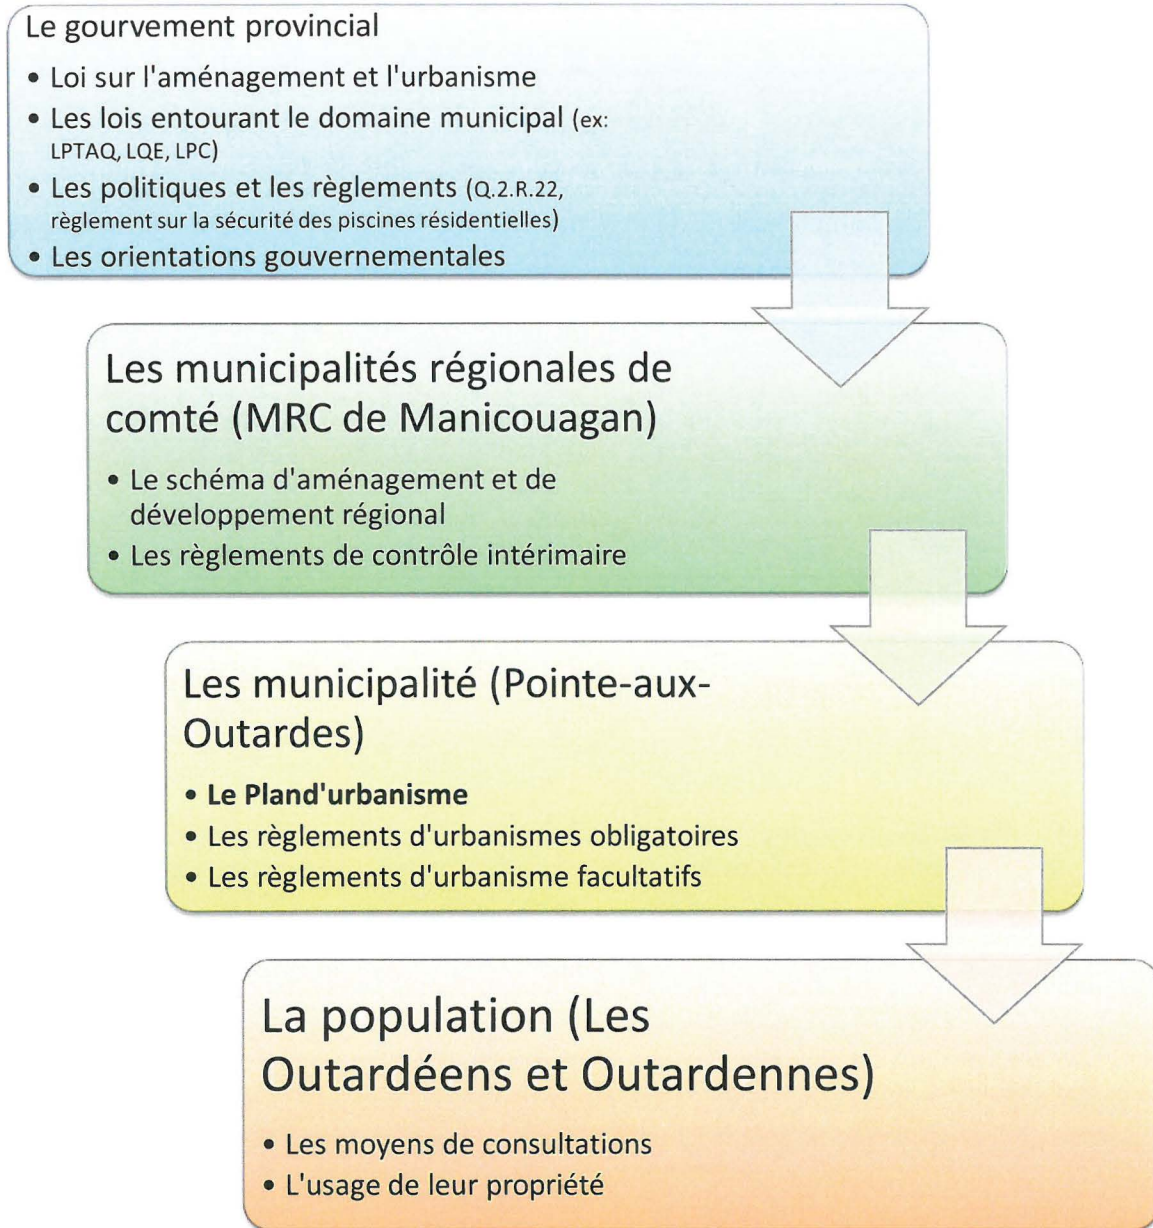 Le gourvement provincial
• Loi sur l'aménagement et l'urbanisme
• Les lois entourant le domaine municipal (ex:
LPTAQ, LQE, LPC)
• Les politiques et les règlements (Q.2.R.22,
règlement sur la sécurité des piscines résidentielles)
• Les orientations gouvernementales
Les municipalités régionales de
comté (MRC de Manicouagan)
• Le schéma d'aménagement et de
développement régional
• Les règlements de contrôle intérimaire
Les municipalité (Pointe-aux-
Outardes)
• Le Pland'urbanisme
• Les règlements d'urbanismes obligatoires
• Les règlements d'urbanisme facultatifs
La population (Les
Outardéens et Outardennes)
• Les moyens de consultations
• L'usage de leur propriété